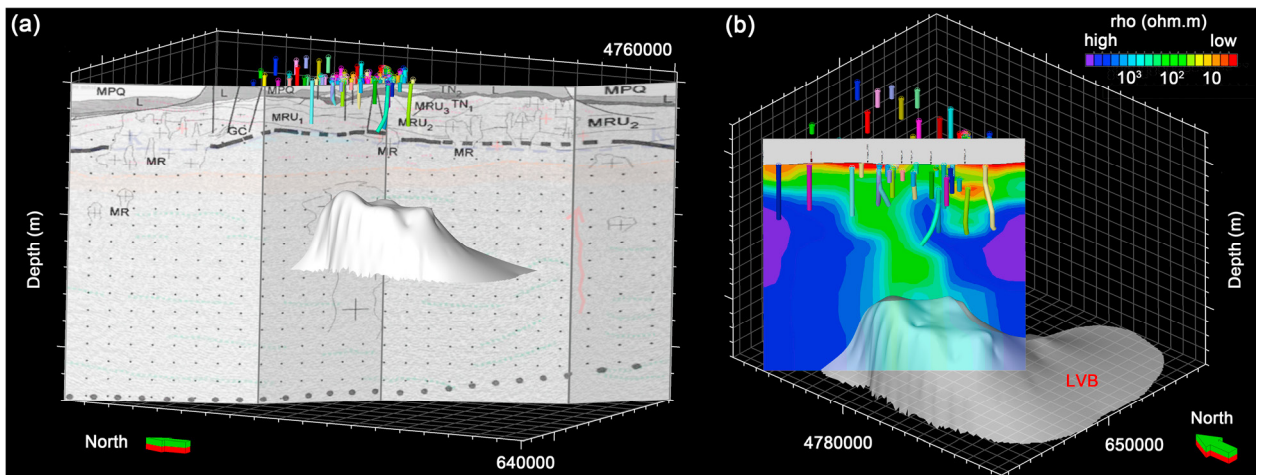 (a)
4760000
MPQ
L
L
MPQ
TN₂
L
MPQ
MRU₁
MRU₃
TN₁
MRU₂
MRU₂
GC
MR
MR
MR
MR
Depth (m)
North
640000
(b)
rho (ohm.m)
high low
10³ 10² 10
Depth (m)
LVB
4780000
650000
North